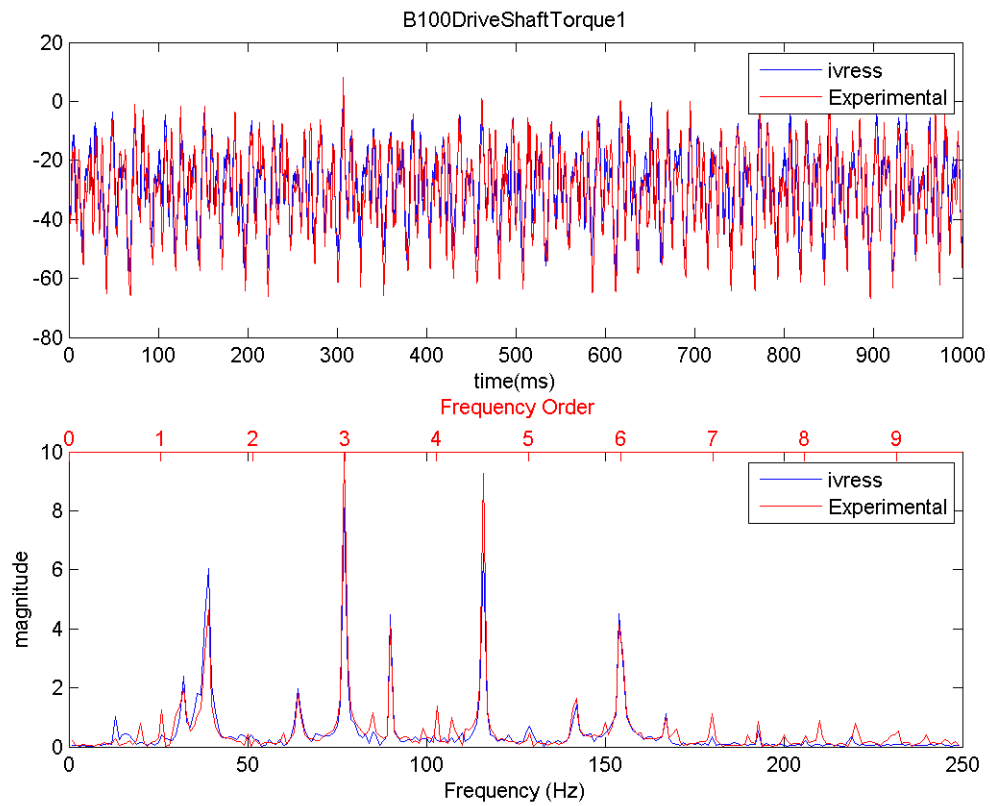 B100DriveShaftTorque1
20
0
-20
-40
-60
-80
ivress
Experimental
0 100 200 300 400 500 600 700 800 900 1000
time(ms)
Frequency Order
0 1 2 3 4 5 6 7 8 9
10
8
6
4
2
0
magnitude
ivress
Experimental
0 50 100 150 200 250
Frequency (Hz)